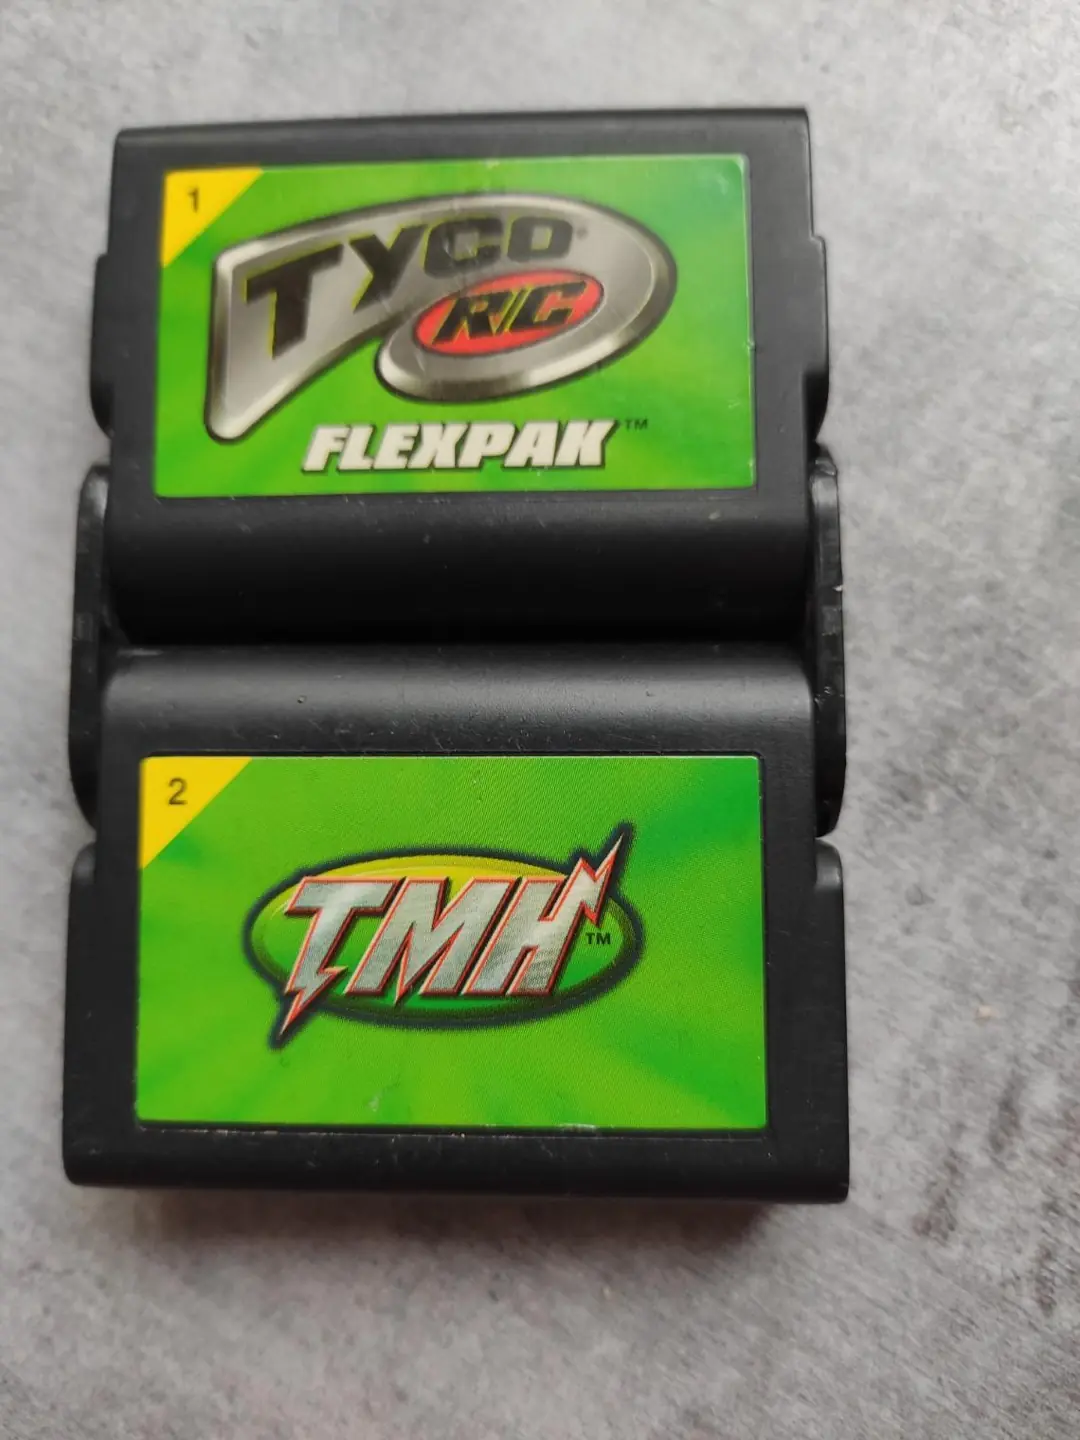 1
TYCO
R/C
FLEXPAK™
2
TMH™